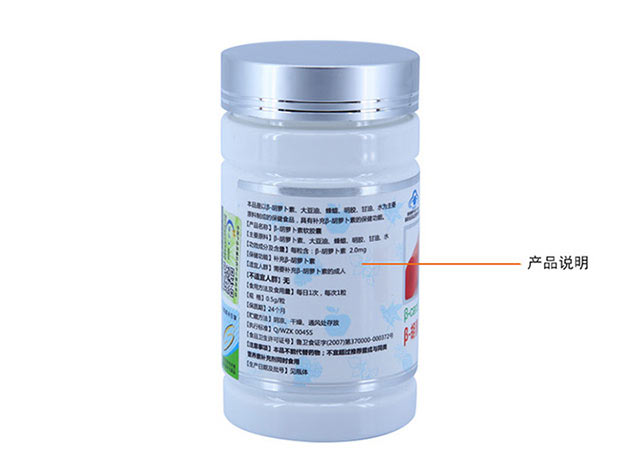 本品是以β-胡萝卜素、大豆油、蜂蜡、明胶、甘油、水为主要
原料制成的保健食品，具有补充β-胡萝卜素的保健功能。
【产品名称】β-胡萝卜素软胶囊
【主要原料】β-胡萝卜素、大豆油、蜂蜡、明胶、甘油、水
【功效成分及含量】每粒含：β-胡萝卜素 2.0mg
【保健功能】补充β-胡萝卜素
【适宜人群】需要补充β-胡萝卜素的成人
【不适宜人群】无
【食用方法及食用量】每日1次，每次1粒
【规 格】0.5g/粒
【保质期】24个月
【贮藏方法】阴凉、干燥、通风处存放
【执行标准】Q/WZK 0045S
【食品卫生许可证号】鲁卫食证字(2007)第370000-000372号
【注意事项】本品不能代替药物；不宜超过推荐量或与同类
营养素补充剂同时食用
【生产日期及批号】见瓶体
β-car
β-胡
产品说明